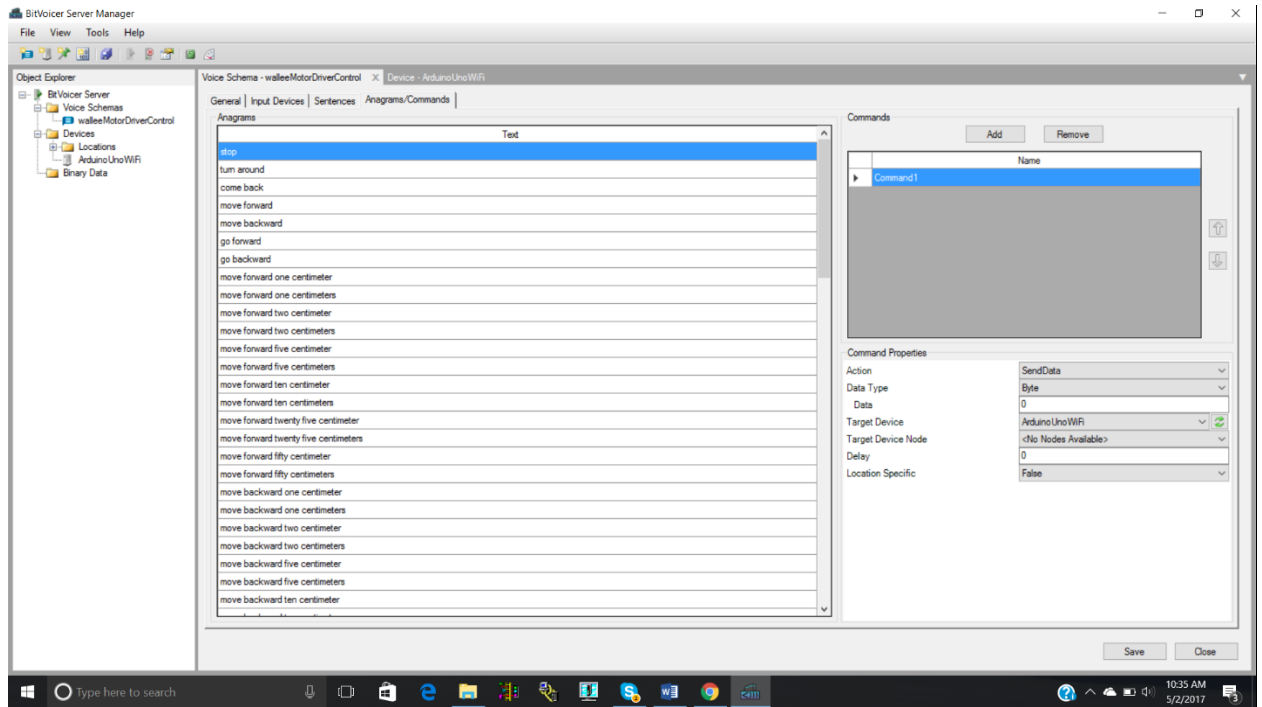 BitVoicer Server Manager
File View Tools Help
Object Explorer
BitVoicer Server
Voice Schemas
walleeMotorDriverControl
Devices
Locations
ArduinoUnoWiFi
Binary Data
Voice Schema - walleeMotorDriverControl X Device - ArduinoUnoWiFi
General Input Devices Sentences Anagrams/Commands
Anagrams
Text
stop
turn around
come back
move forward
move backward
go forward
go backward
move forward one centimeter
move forward one centimeters
move forward two centimeter
move forward two centimeters
move forward five centimeter
move forward five centimeters
move forward ten centimeter
move forward ten centimeters
move forward twenty five centimeter
move forward twenty five centimeters
move forward fifty centimeter
move forward fifty centimeters
move backward one centimeter
move backward one centimeters
move backward two centimeter
move backward two centimeters
move backward five centimeter
move backward five centimeters
move backward ten centimeter
Commands
Add Remove
Name
Command1
Command Properties
Action SendData
Data Type Byte
Data 0
Target Device ArduinoUnoWiFi
Target Device Node <No Nodes Available>
Delay 0
Location Specific False
Save Close
Type here to search
10:35 AM
5/2/2017
3